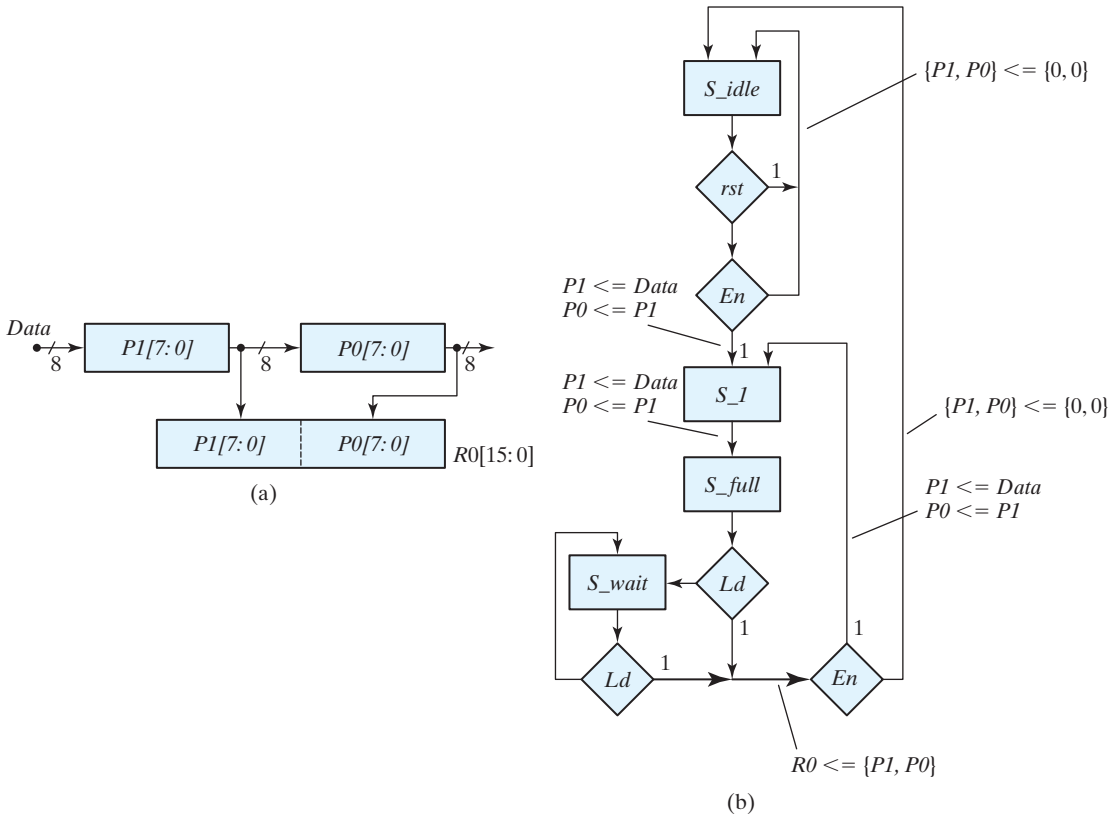 Data
8
P1[7:0]
8
P0[7:0]
8
P1[7:0]
P0[7:0]
R0[15:0]
(a)
S_idle
{P1, P0} <= {0, 0}
rst
1
En
P1 <= Data
P0 <= P1
1
S_1
P1 <= Data
P0 <= P1
{P1, P0} <= {0, 0}
S_full
P1 <= Data
P0 <= P1
S_wait
Ld
1
1
Ld
1
En
R0 <= {P1, P0}
(b)